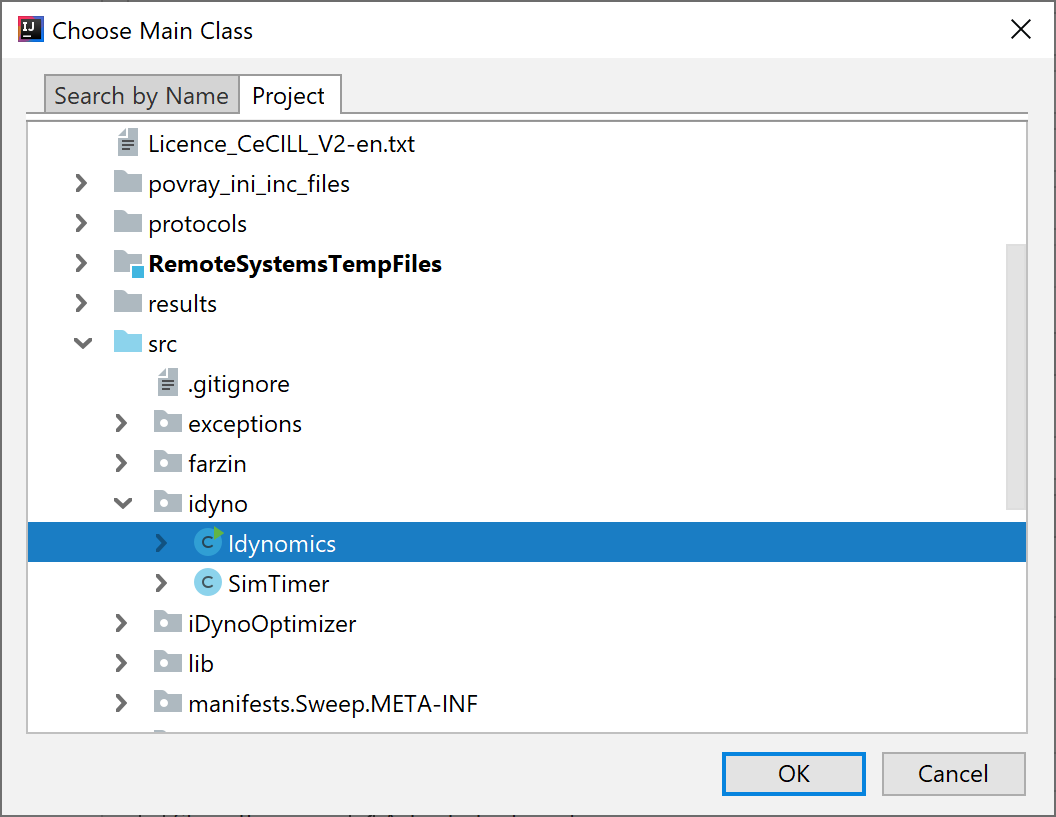 Choose Main Class
Search by Name Project
Licence_CeCILL_V2-en.txt
povray_ini_inc_files
protocols
RemoteSystemsTempFiles
results
src
.gitignore
exceptions
farzin
idyno
C Idynomics
C SimTimer
iDynoOptimizer
lib
manifests.Sweep.META-INF
OK Cancel